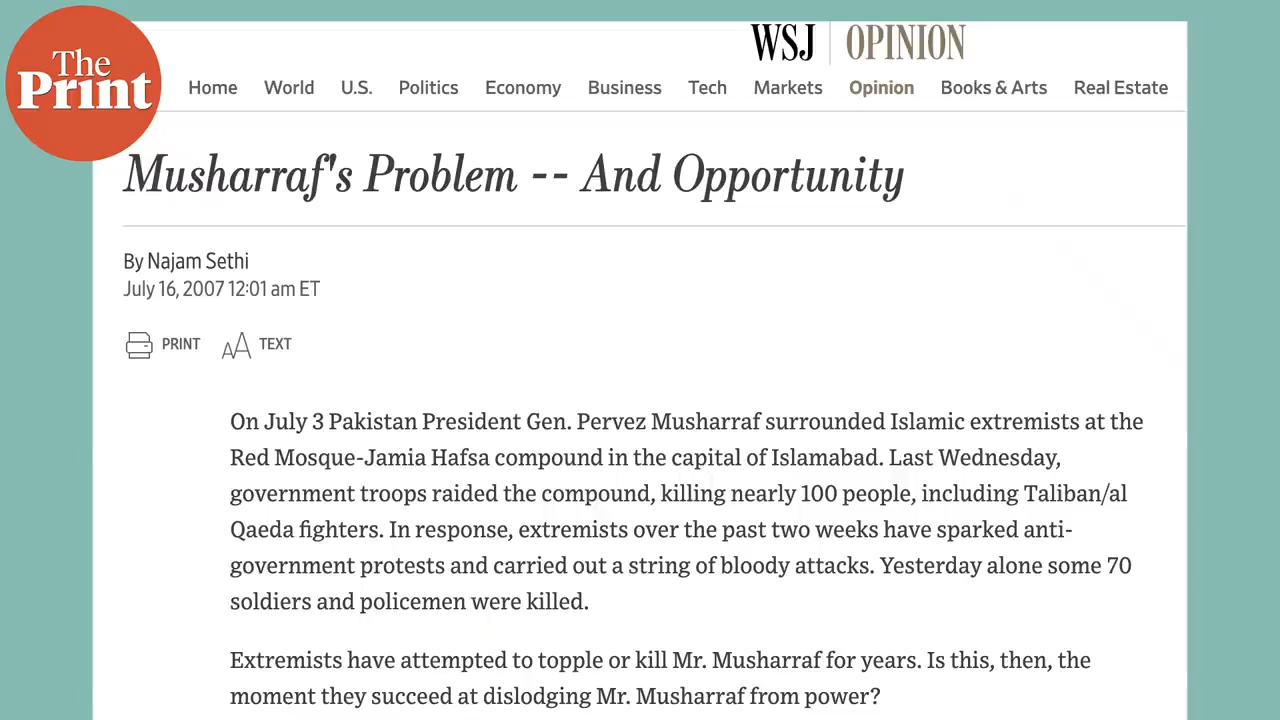 The
Print
WSJ OPINION
Home World U.S. Politics Economy Business Tech Markets Opinion Books & Arts Real Estate
Musharraf's Problem -- And Opportunity
By Najam Sethi
July 16, 2007 12:01 am ET
PRINT AA TEXT
On July 3 Pakistan President Gen. Pervez Musharraf surrounded Islamic extremists at the
Red Mosque-Jamia Hafsa compound in the capital of Islamabad. Last Wednesday,
government troops raided the compound, killing nearly 100 people, including Taliban/al
Qaeda fighters. In response, extremists over the past two weeks have sparked anti-
government protests and carried out a string of bloody attacks. Yesterday alone some 70
soldiers and policemen were killed.
Extremists have attempted to topple or kill Mr. Musharraf for years. Is this, then, the
moment they succeed at dislodging Mr. Musharraf from power?